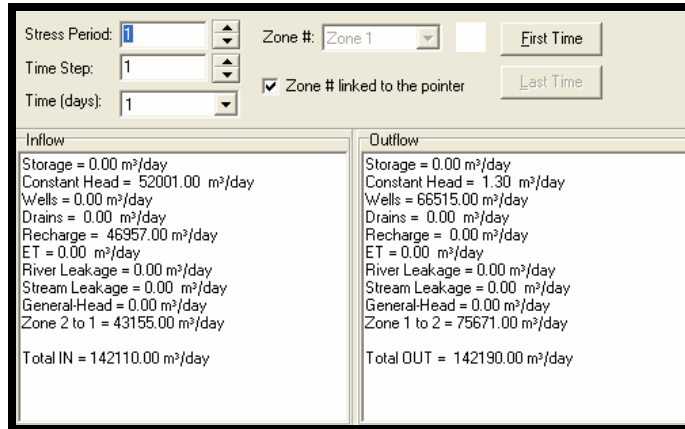 Stress Period: 1
Zone #: Zone 1
First Time
Time Step: 1
Zone # linked to the pointer
Last Time
Time (days): 1
Inflow
Storage = 0.00 m³/day
Constant Head = 52001.00 m³/day
Wells = 0.00 m³/day
Drains = 0.00 m³/day
Recharge = 46957.00 m³/day
ET = 0.00 m³/day
River Leakage = 0.00 m³/day
Stream Leakage = 0.00 m³/day
General-Head = 0.00 m³/day
Zone 2 to 1 = 43155.00 m³/day
Total IN = 142110.00 m³/day
Outflow
Storage = 0.00 m³/day
Constant Head = 1.30 m³/day
Wells = 66515.00 m³/day
Drains = 0.00 m³/day
Recharge = 0.00 m³/day
ET = 0.00 m³/day
River Leakage = 0.00 m³/day
Stream Leakage = 0.00 m³/day
General-Head = 0.00 m³/day
Zone 1 to 2 = 75671.00 m³/day
Total OUT = 142190.00 m³/day